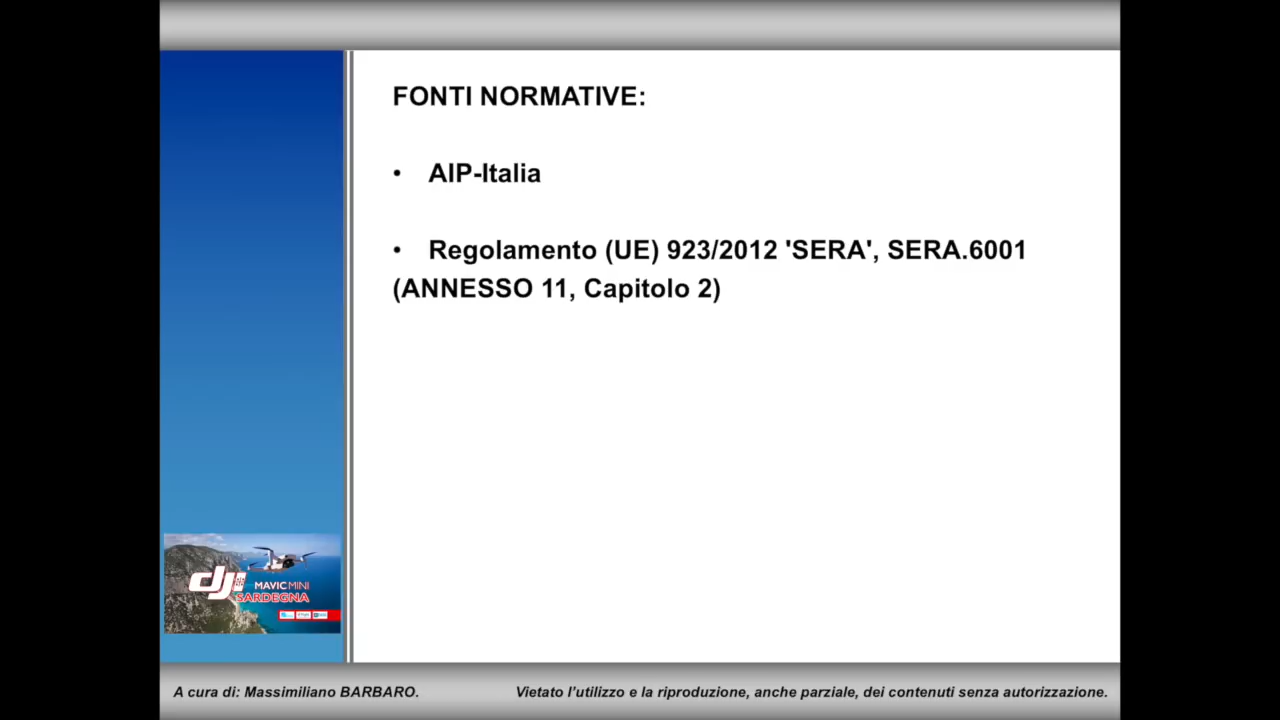 FONTI NORMATIVE:
• AIP-Italia
• Regolamento (UE) 923/2012 'SERA', SERA.6001
(ANNESSO 11, Capitolo 2)
dji
MAVIC MINI
SARDEGNA
A cura di: Massimiliano BARBARO.
Vietato l'utilizzo e la riproduzione, anche parziale, dei contenuti senza autorizzazione.